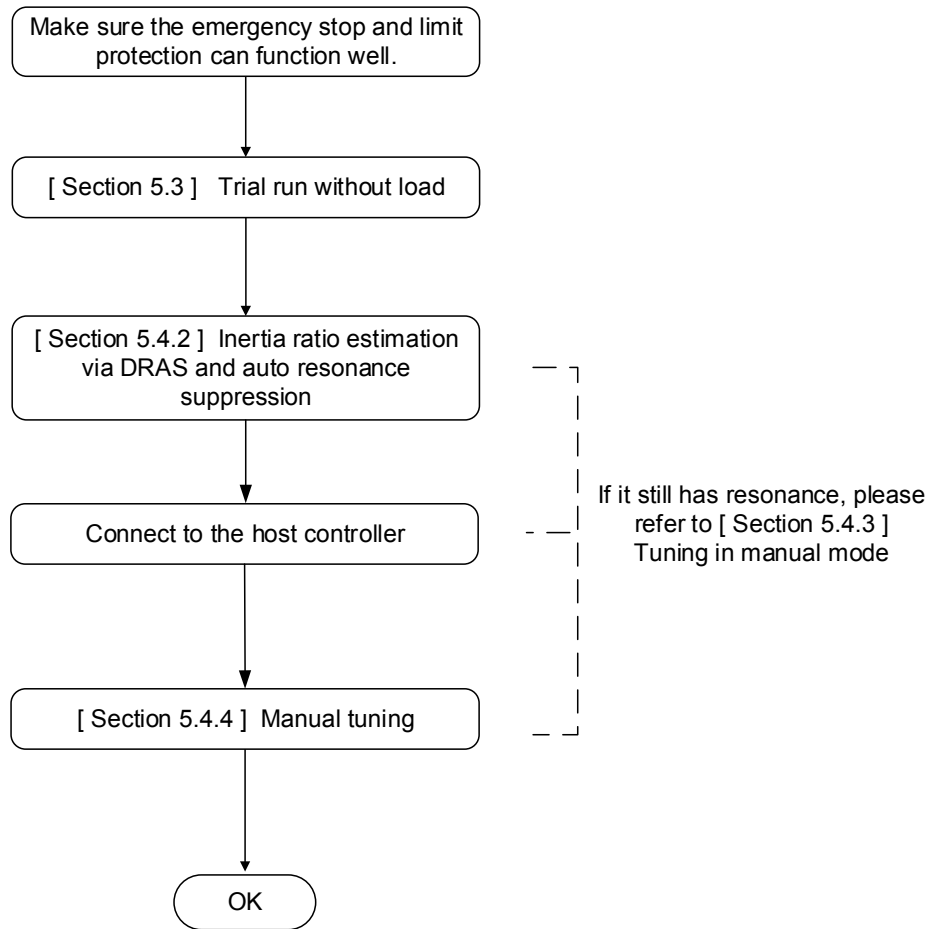 Make sure the emergency stop and limit
protection can function well.
[ Section 5.3 ]   Trial run without load
[ Section 5.4.2 ]  Inertia ratio estimation
via DRAS and auto resonance
suppression
Connect to the host controller
If it still has resonance, please
refer to [ Section 5.4.3 ]
Tuning in manual mode
[ Section 5.4.4 ]  Manual tuning
OK